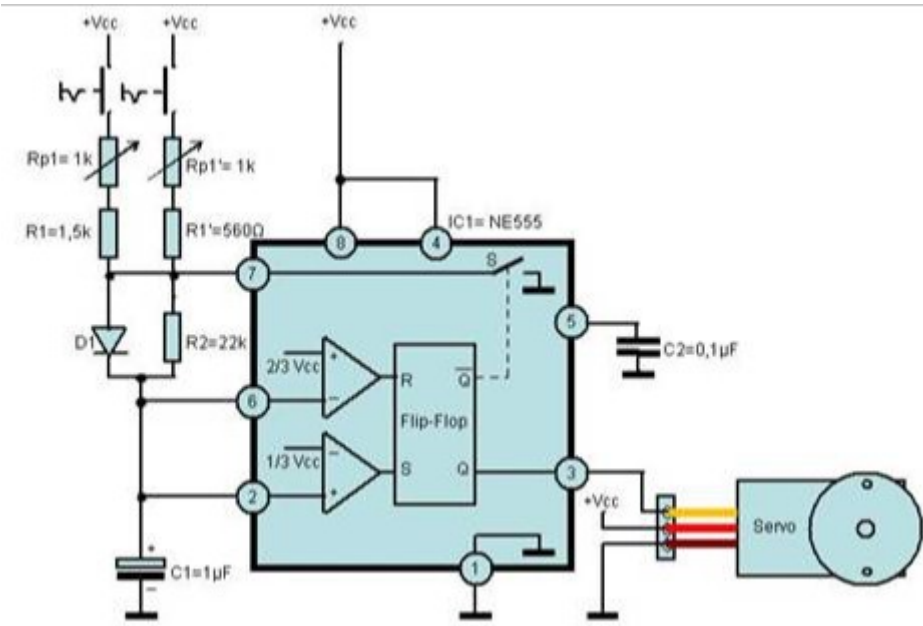 +Vcc +Vcc +Vcc
Rp1= 1k Rp1'= 1k
R1=1,5k R1'=560Ω
IC1= NE555
8 4
7 S
5
C2=0,1µF
D1 R2=22k
2/3 Vcc + R Q
6 −
Flip-Flop
1/3 Vcc − S Q 3
2 +
+Vcc
Servo
+
C1=1µF
−
1